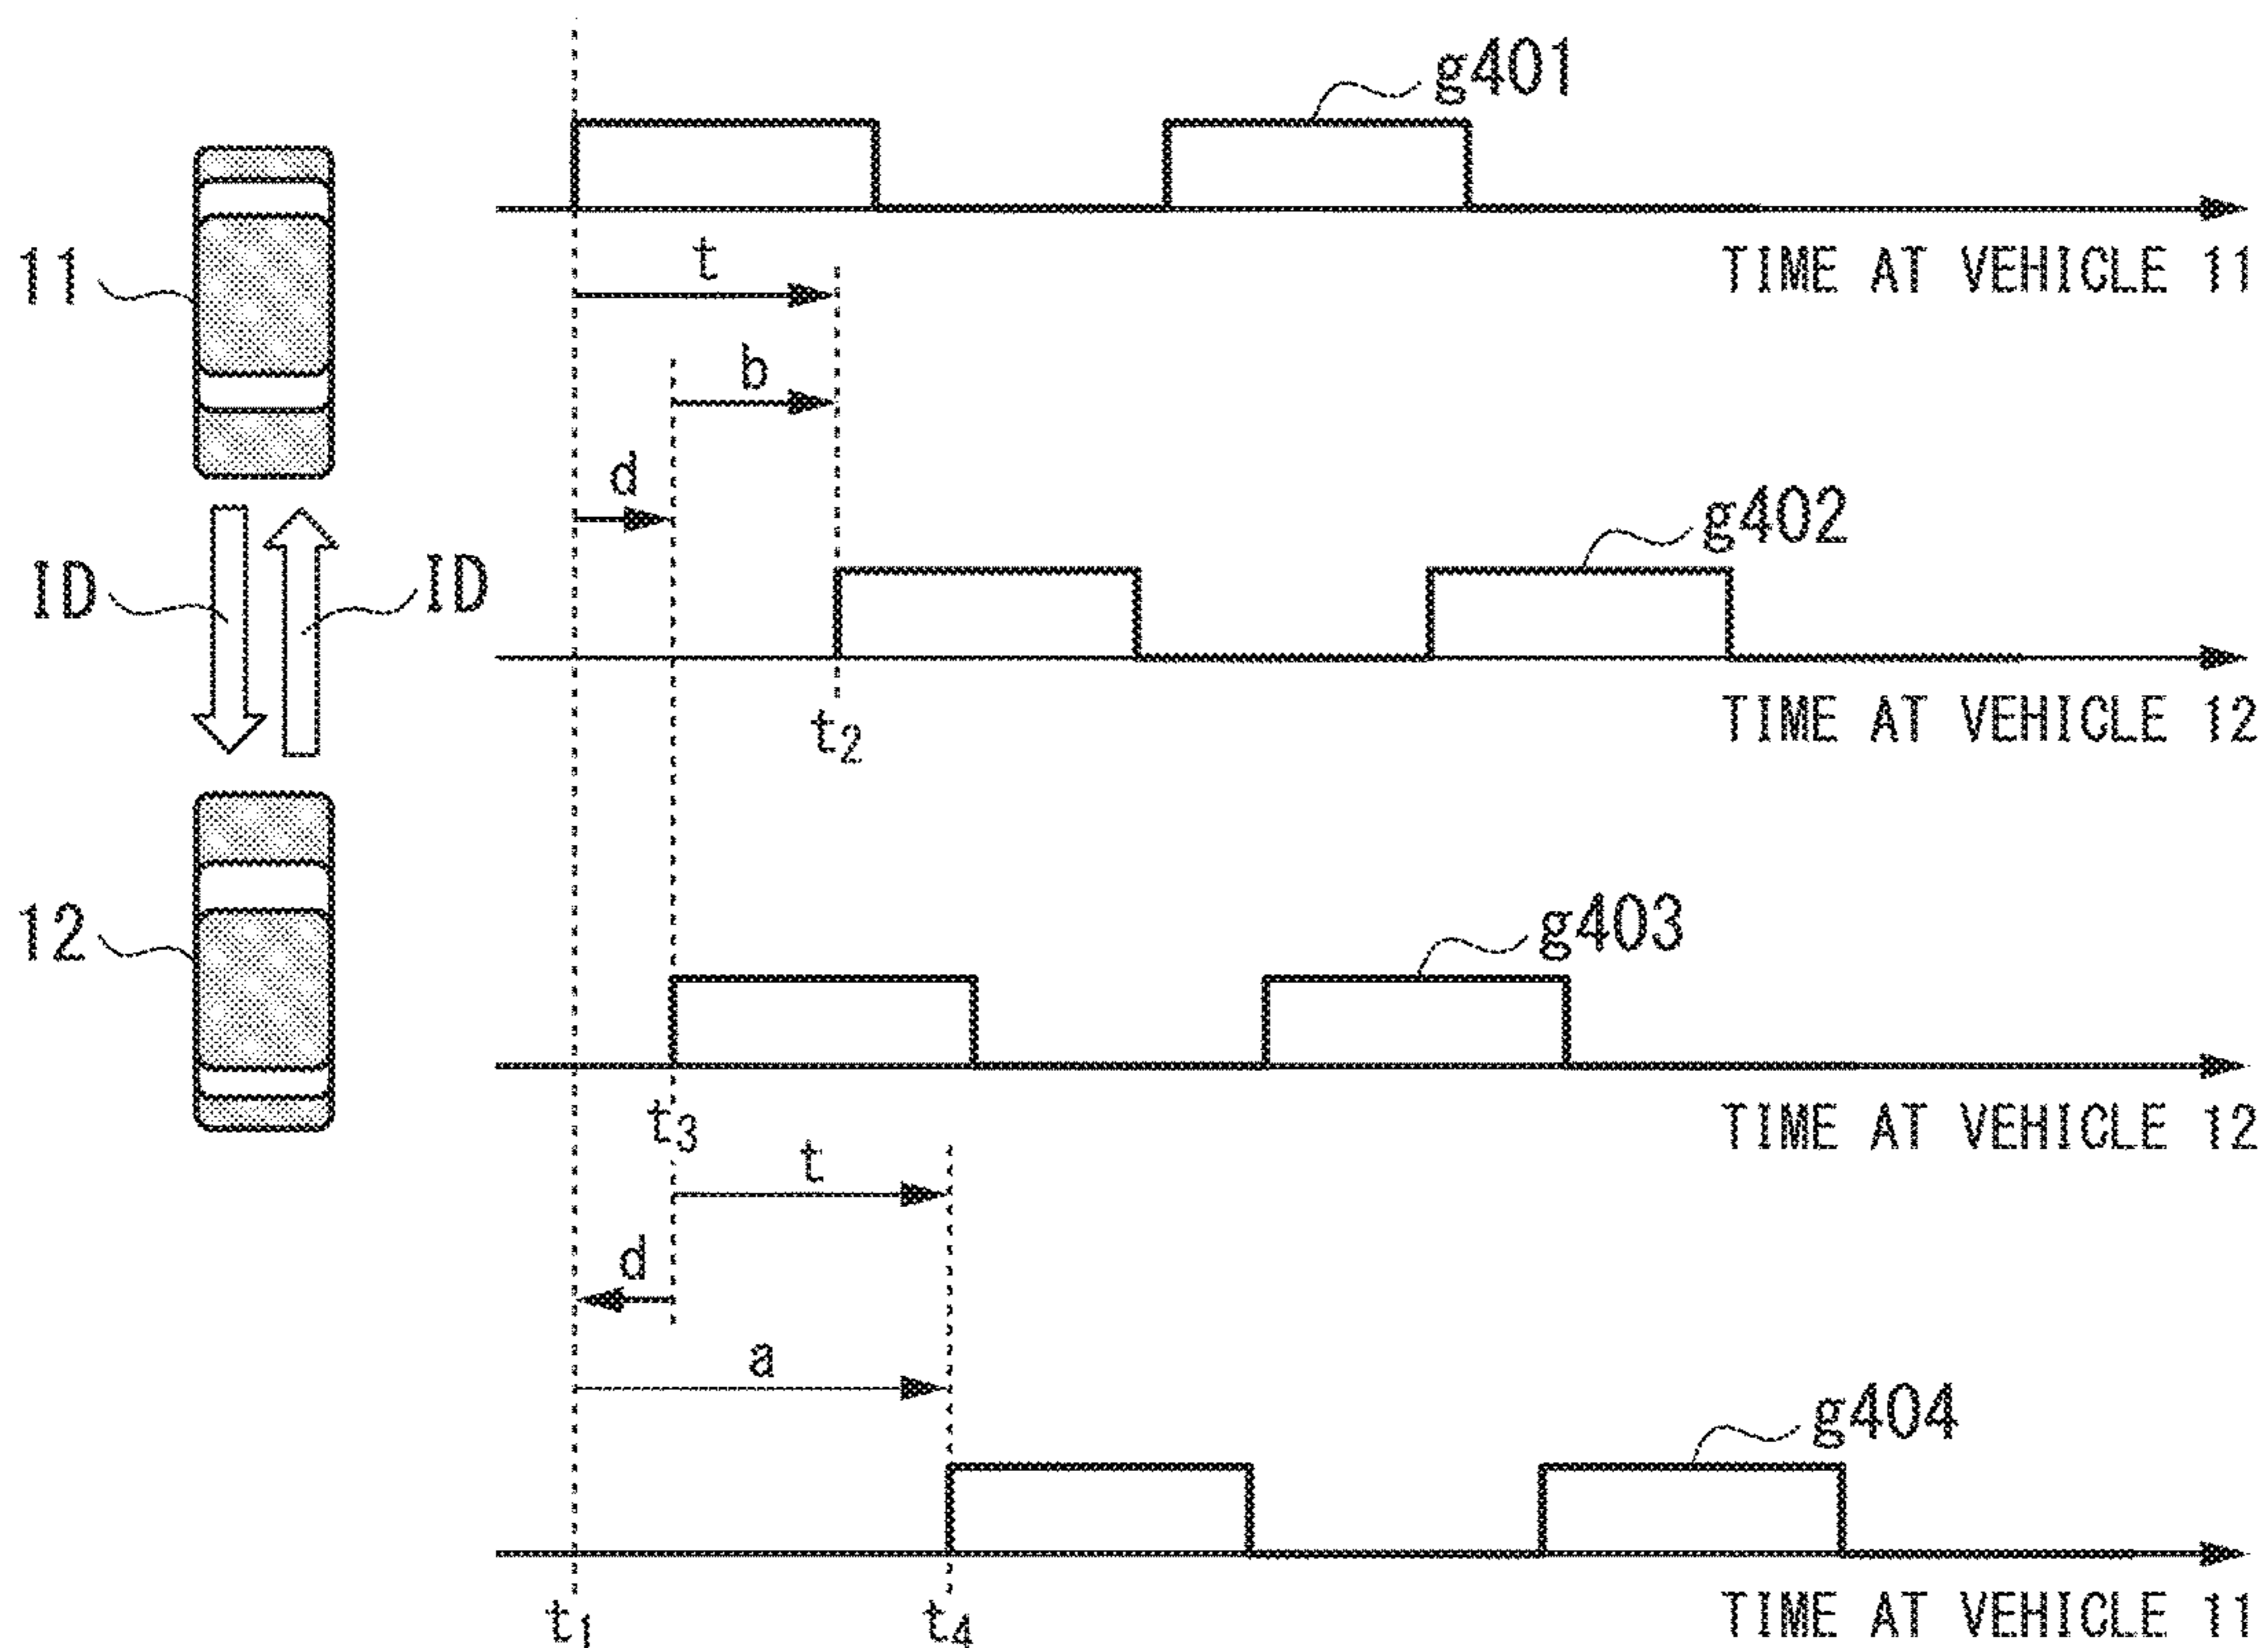 g401
11
TIME AT VEHICLE 11
t
b
d
g402
ID
ID
TIME AT VEHICLE 12
t2
g403
12
t3
TIME AT VEHICLE 12
t
d
a
g404
t1
t4
TIME AT VEHICLE 11